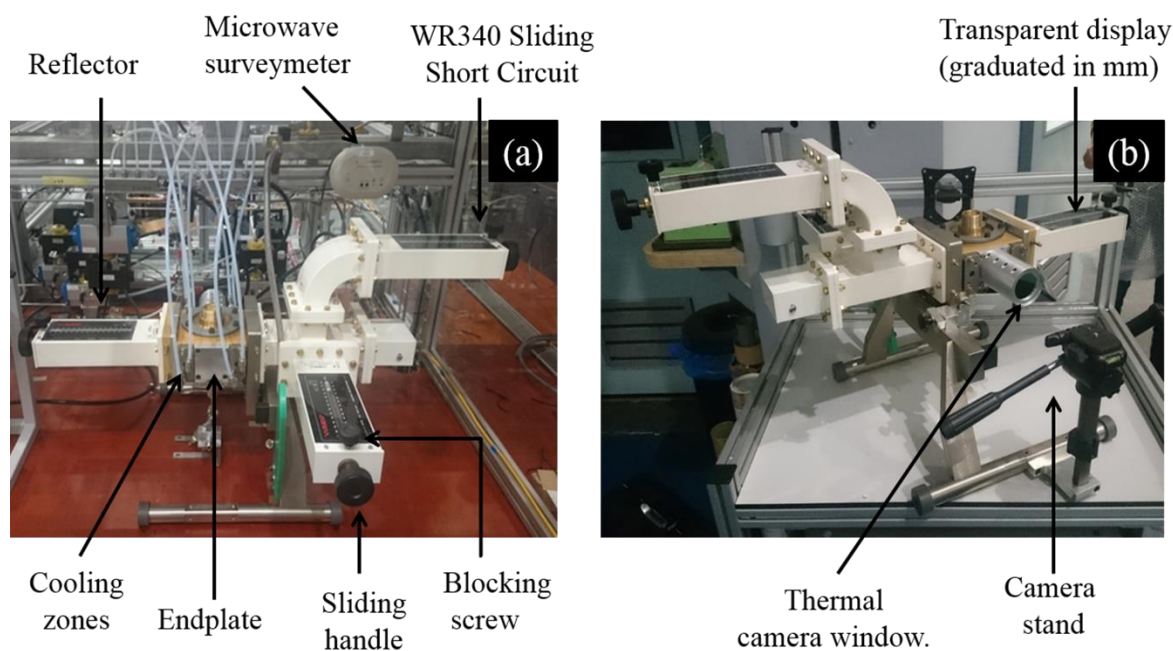 Reflector
Microwave
surveymeter
WR340 Sliding
Short Circuit
Transparent display
(graduated in mm)
(a)
(b)
Cooling
zones
Endplate
Sliding
handle
Blocking
screw
Thermal
camera window.
Camera
stand